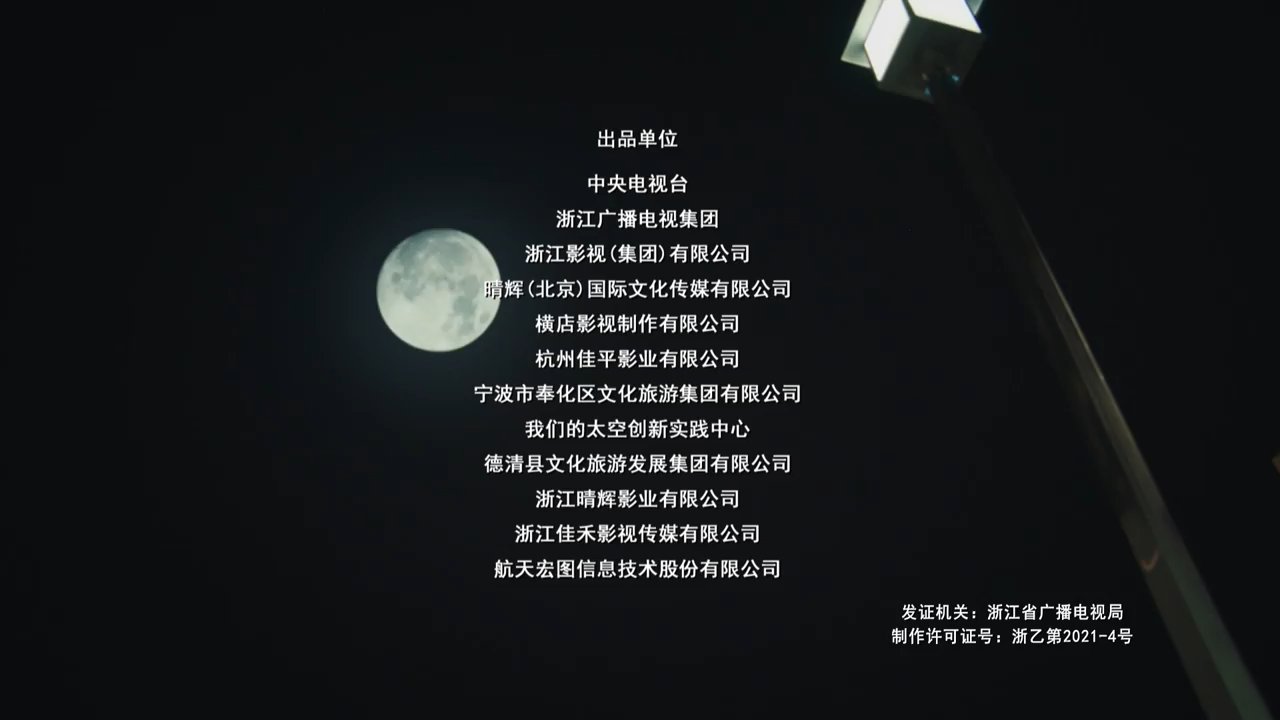 出品单位
中央电视台
浙江广播电视集团
浙江影视(集团)有限公司
晴辉(北京)国际文化传媒有限公司
横店影视制作有限公司
杭州佳平影业有限公司
宁波市奉化区文化旅游集团有限公司
我们的太空创新实践中心
德清县文化旅游发展集团有限公司
浙江晴辉影业有限公司
浙江佳禾影视传媒有限公司
航天宏图信息技术股份有限公司
发证机关：浙江省广播电视局
制作许可证号：浙乙第2021-4号